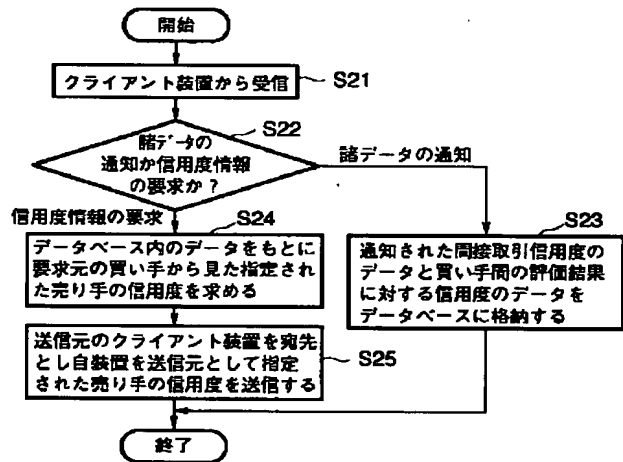 開始
クライアント装置から受信
S21
S22
諸データの
通知か信用度情報
の要求か？
諸データの通知
信用度情報の要求
S24
データベース内のデータをもとに
要求元の買い手から見た指定され
た売り手の信用度を求める
S23
通知された間接取引信用度の
データと買い手間の評価結果
に対する信用度のデータを
データベースに格納する
送信元のクライアント装置を宛先
とし自装置を送信元として指定
された売り手の信用度を送信する
S25
終了